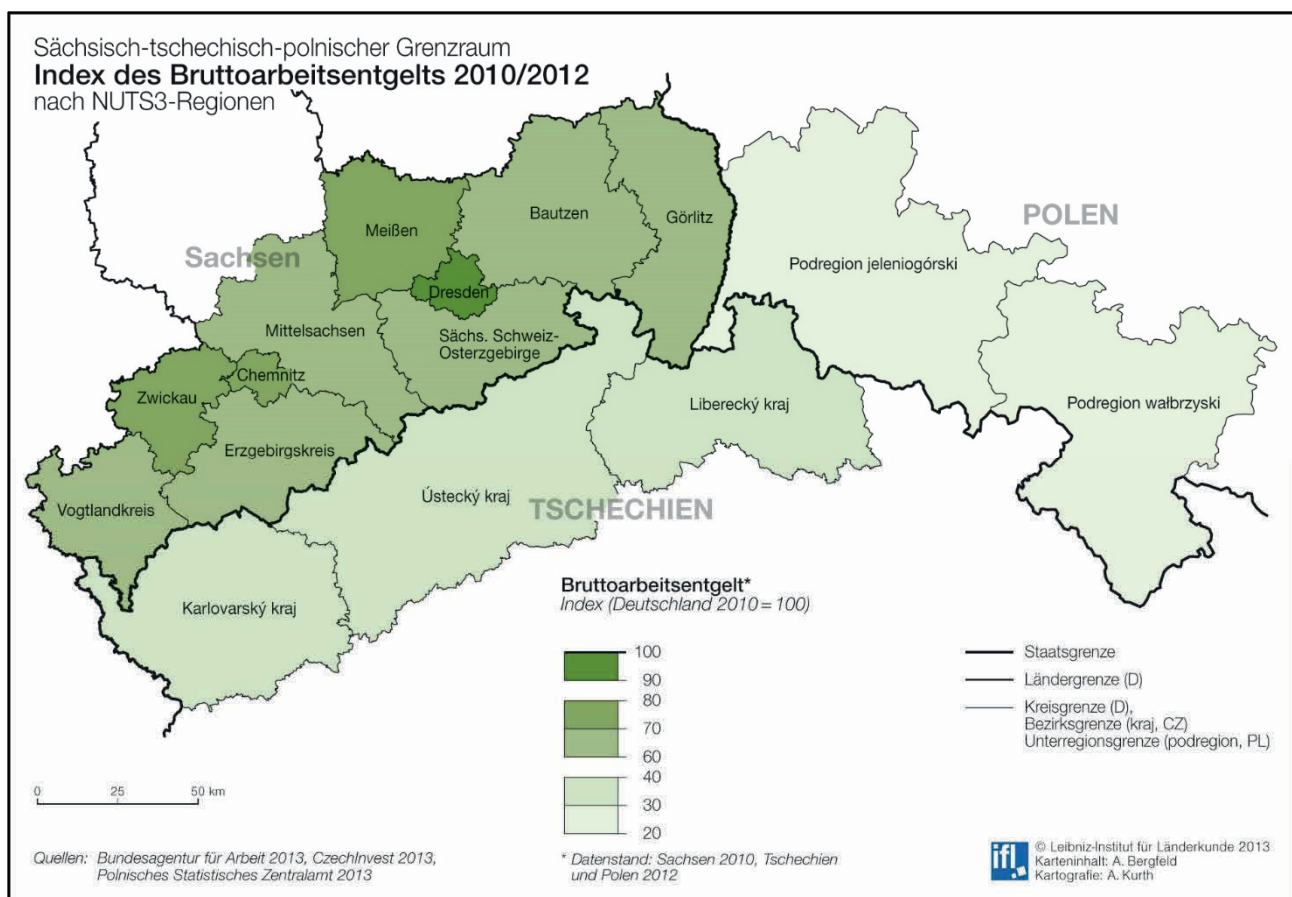 Sächsisch-tschechisch-polnischer Grenzraum
Index des Bruttoarbeitsentgelts 2010/2012
nach NUTS3-Regionen
Sachsen
POLEN
TSCHECHIEN
Meißen
Bautzen
Görlitz
Dresden
Podregion jeleniogórski
Mittelsachsen
Sächs. Schweiz-
Osterzgebirge
Chemnitz
Zwickau
Liberecký kraj
Podregion wałbrzyski
Erzgebirgskreis
Ústecký kraj
Vogtlandkreis
Karlovarský kraj
Bruttoarbeitsentgelt*
Index (Deutschland 2010 = 100)
100
90
80
70
60
40
30
20
Staatsgrenze
Ländergrenze (D)
Kreisgrenze (D),
Bezirksgrenze (kraj, CZ)
Unterregionsgrenze (podregion, PL)
0 25 50 km
Quellen: Bundesagentur für Arbeit 2013, CzechInvest 2013,
Polnisches Statistisches Zentralamt 2013
* Datenstand: Sachsen 2010, Tschechien
und Polen 2012
ifl
© Leibniz-Institut für Länderkunde 2013
Karteninhalt: A. Bergfeld
Kartografie: A. Kurth